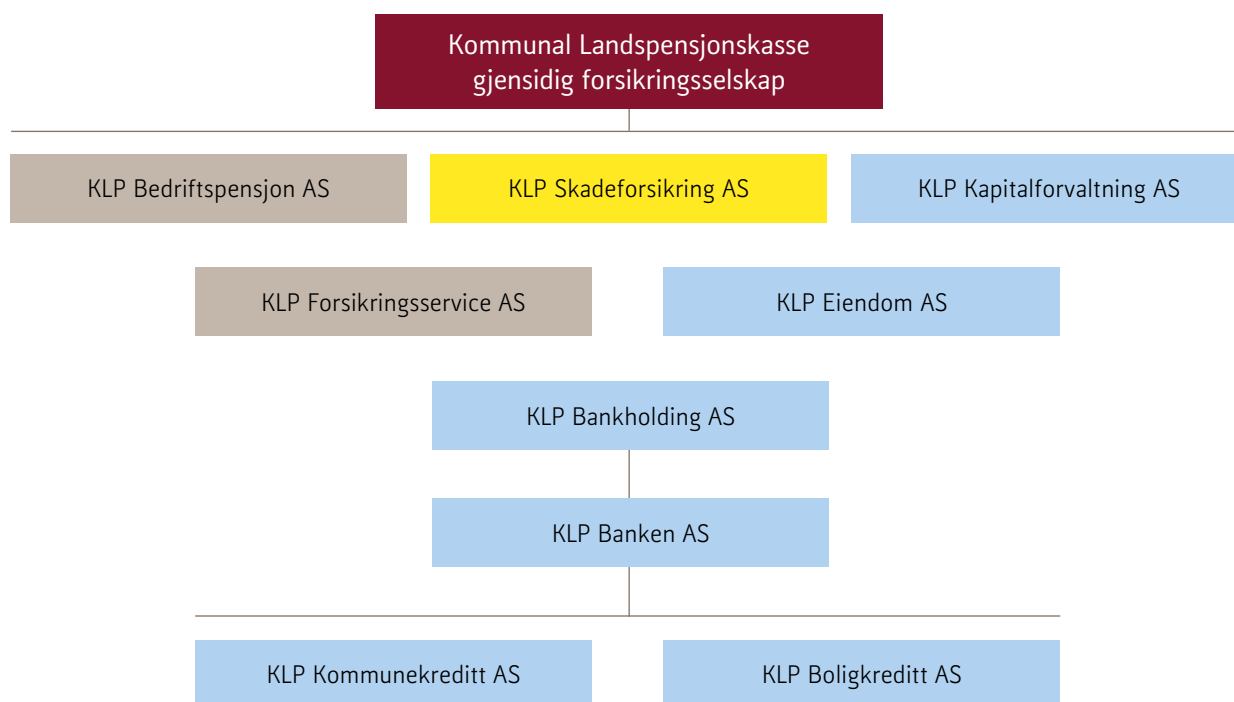 Kommunal Landspensjonskasse
gjensidig forsikringsselskap
KLP Bedriftspensjon AS
KLP Skadeforsikring AS
KLP Kapitalforvaltning AS
KLP Forsikringsservice AS
KLP Eiendom AS
KLP Bankholding AS
KLP Banken AS
KLP Kommunekreditt AS
KLP Boligkreditt AS